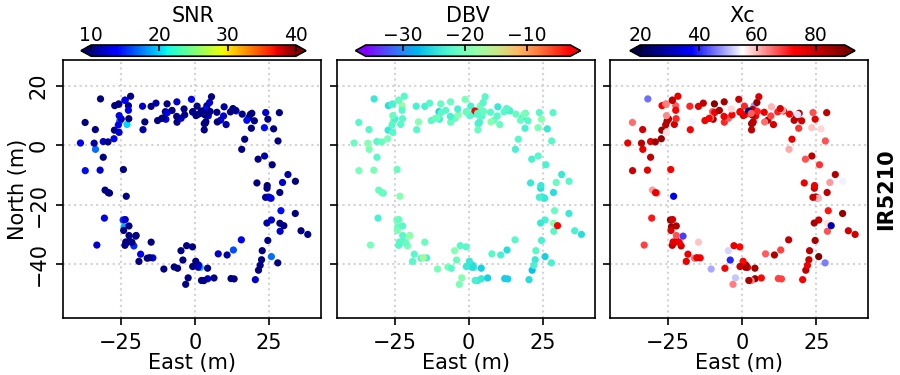 SNR
10 20 30 40
DBV
−30 −20 −10
Xc
20 40 60 80
North (m)
20
0
−20
−40
−25 0 25
East (m)
−25 0 25
East (m)
−25 0 25
East (m)
IR5210